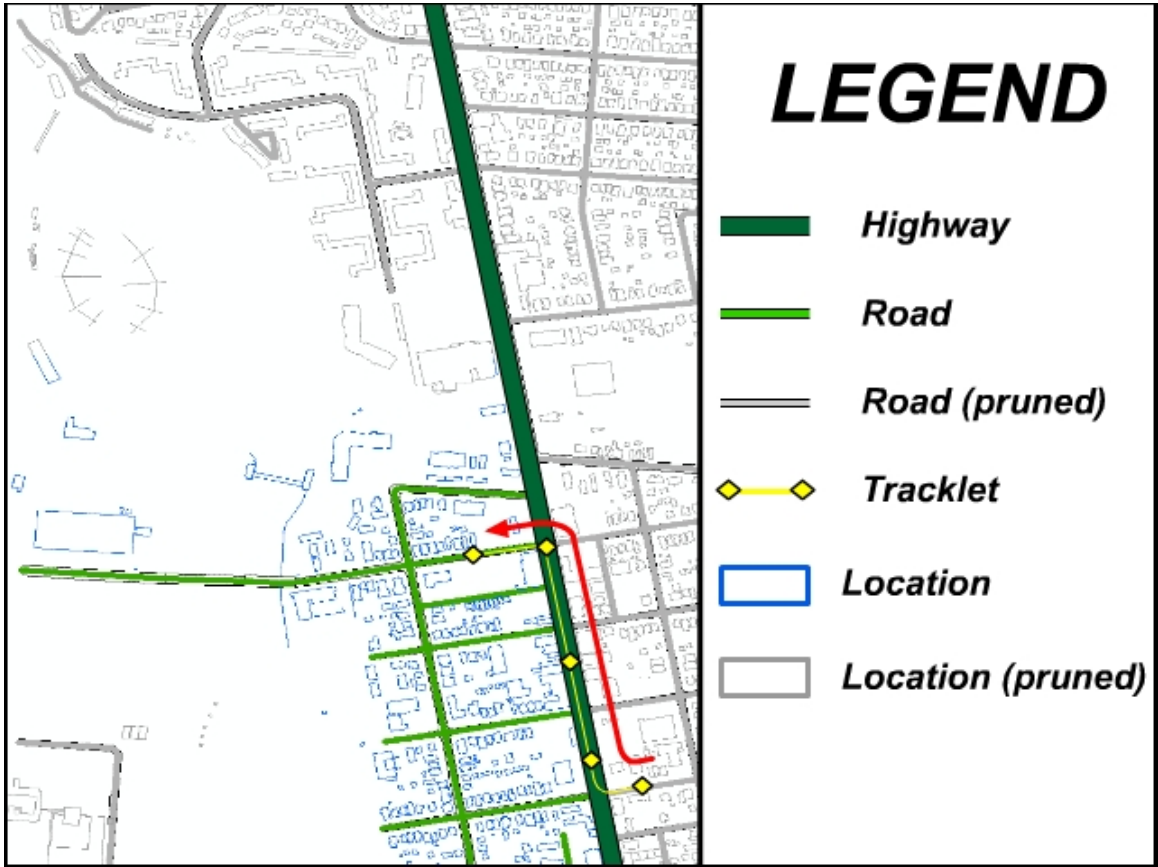 LEGEND
Highway
Road
Road (pruned)
Tracklet
Location
Location (pruned)